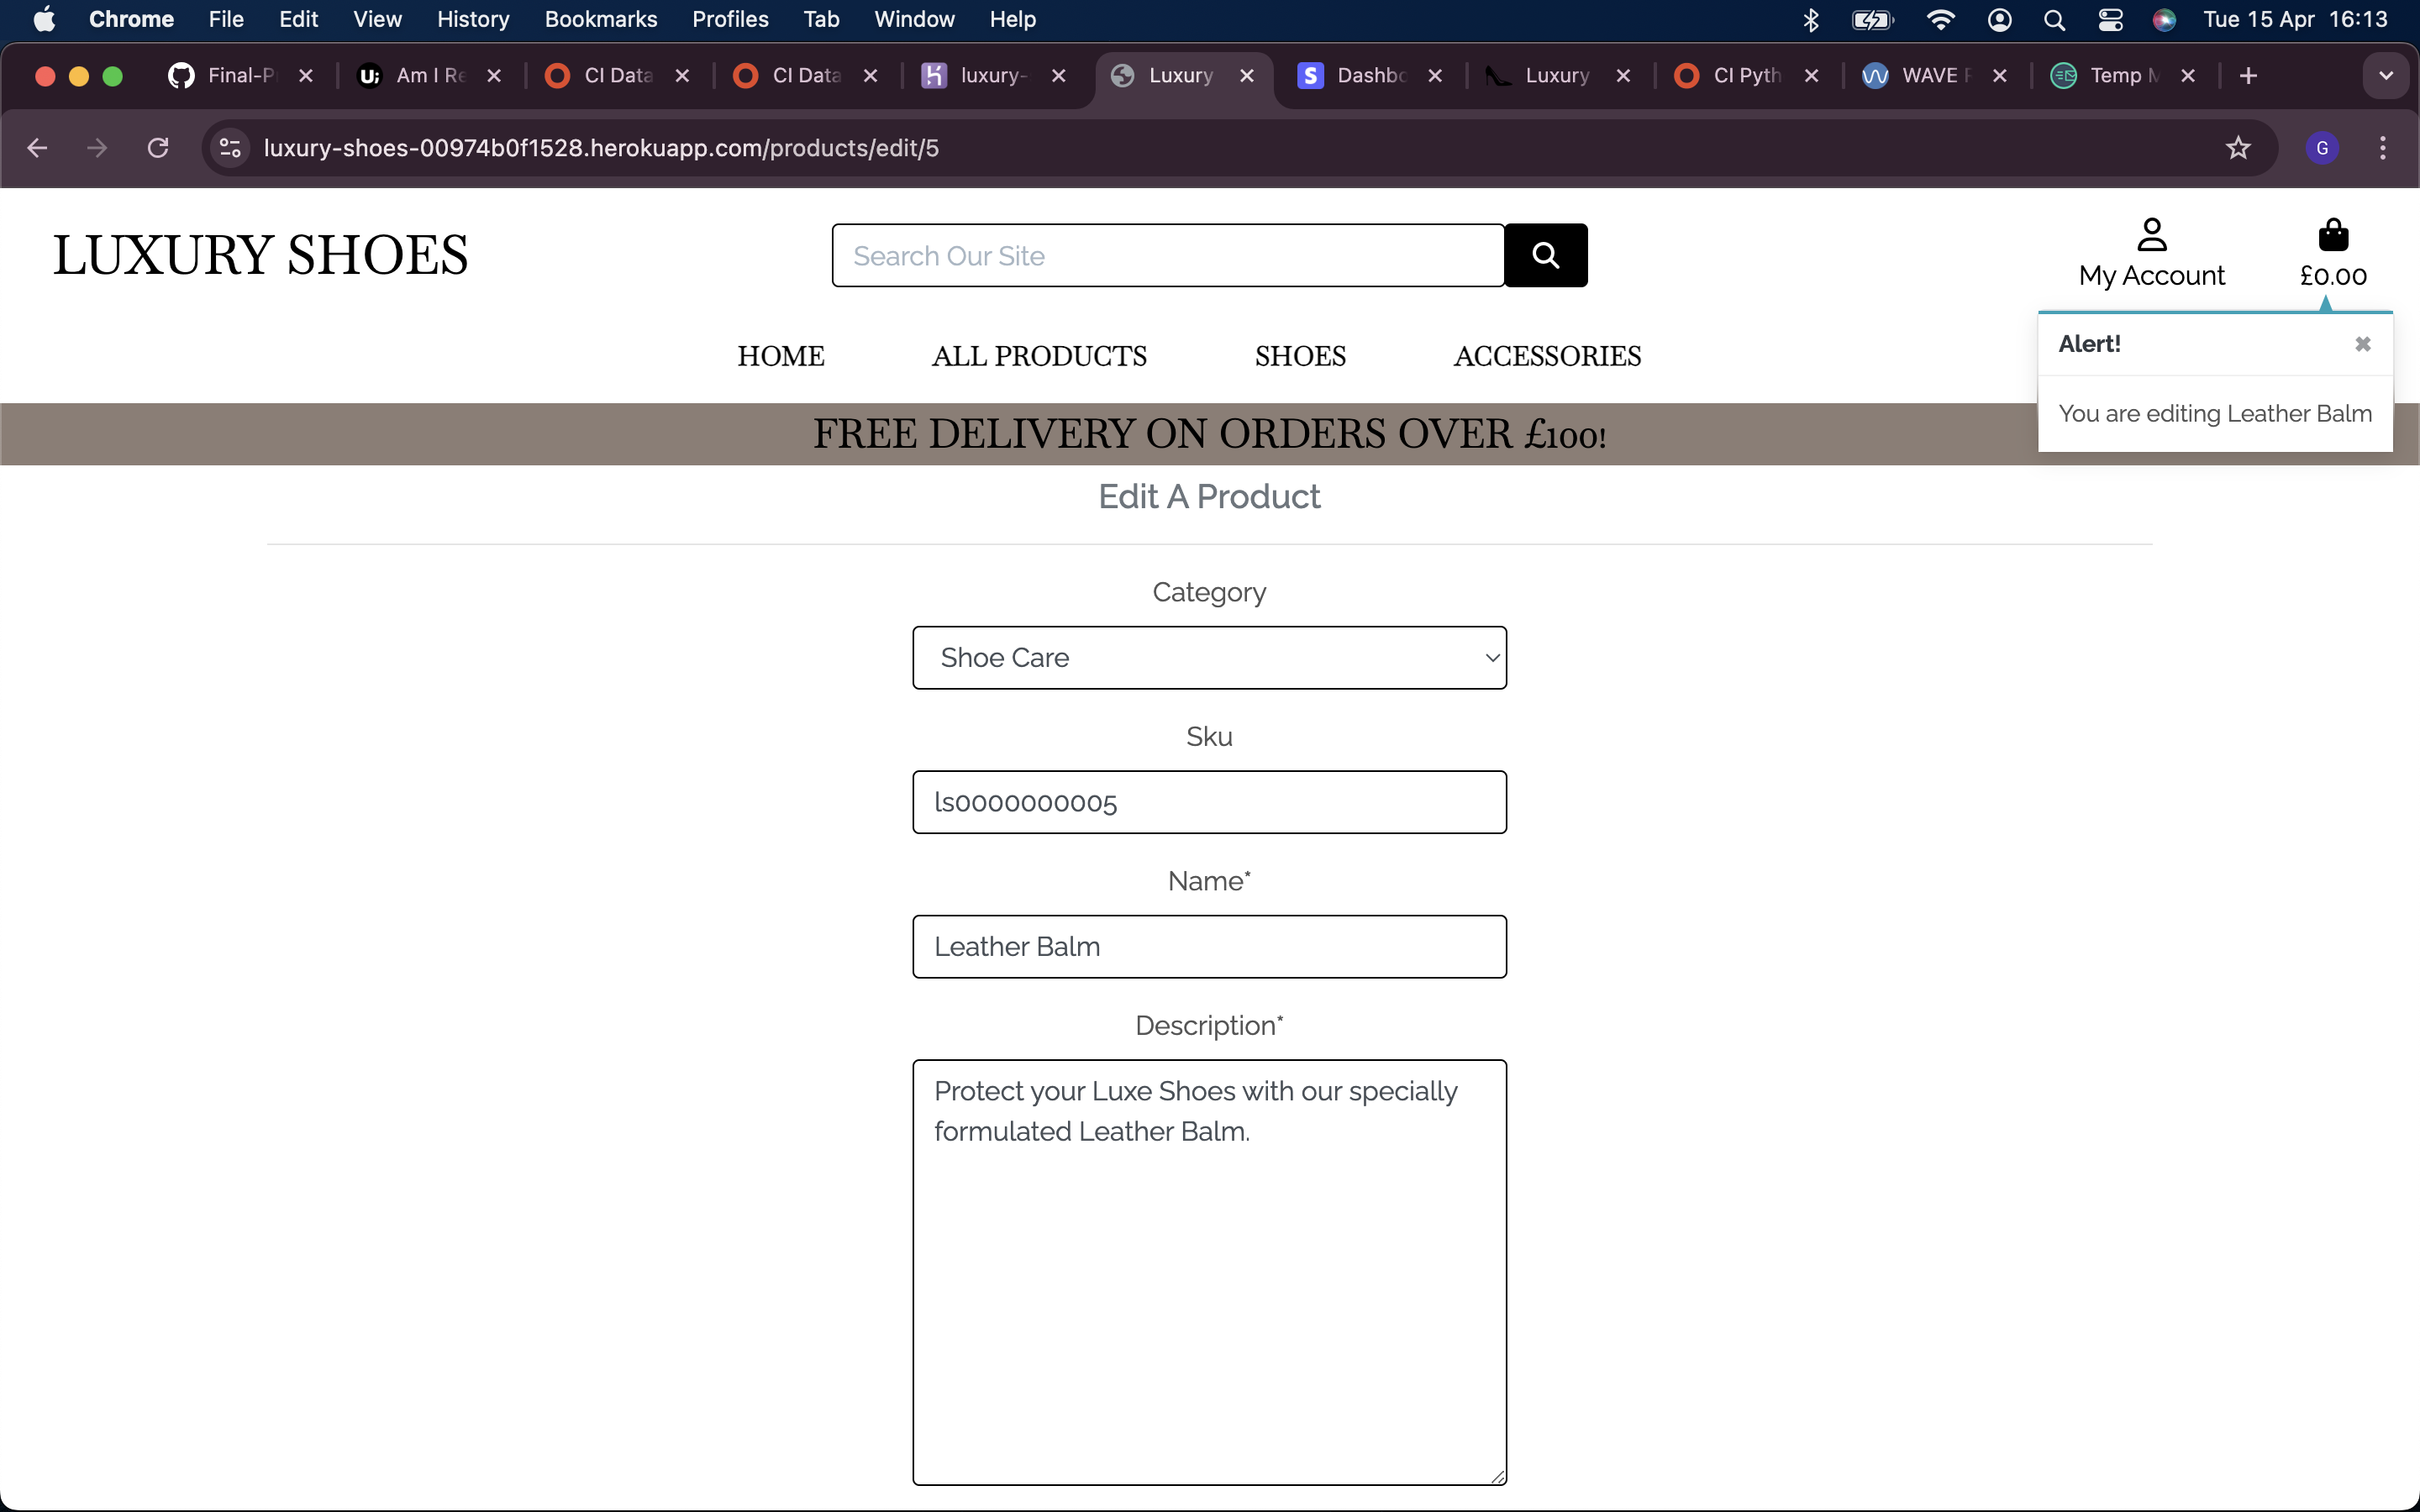 Chrome File Edit View History Bookmarks Profiles Tab Window Help Tue 15 Apr 16:13
Final-P Am I Re CI Data CI Data luxury- Luxury Dashbo Luxury CI Pyth WAVE Temp M
luxury-shoes-00974b0f1528.herokuapp.com/products/edit/5 G
LUXURY SHOES
Search Our Site
My Account
£0.00
HOME ALL PRODUCTS SHOES ACCESSORIES
Alert!
You are editing Leather Balm
FREE DELIVERY ON ORDERS OVER £100!
Edit A Product
Category
Shoe Care
Sku
ls0000000005
Name*
Leather Balm
Description*
Protect your Luxe Shoes with our specially
formulated Leather Balm.